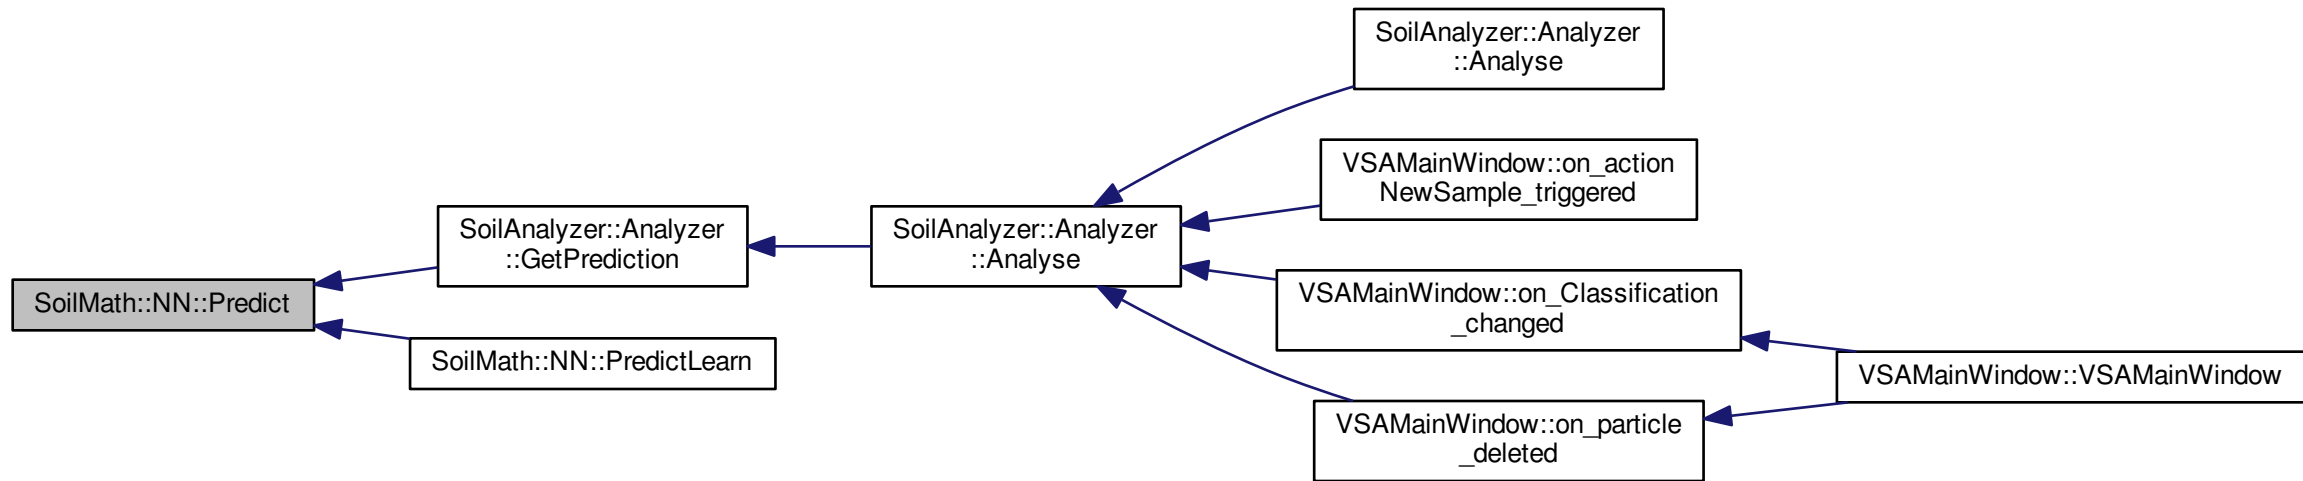 SoilMath::NN::Predict
SoilAnalyzer::Analyzer
::GetPrediction
SoilMath::NN::PredictLearn
SoilAnalyzer::Analyzer
::Analyse
SoilAnalyzer::Analyzer
::Analyse
VSAMainWindow::on_action
NewSample_triggered
VSAMainWindow::on_Classification
_changed
VSAMainWindow::on_particle
_deleted
VSAMainWindow::VSAMainWindow